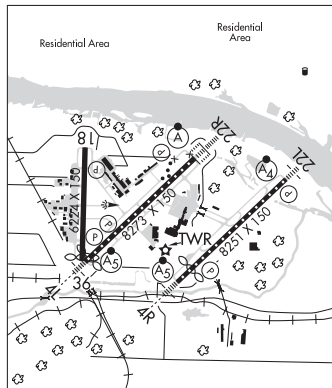 Residential Area
Residential
Area
18
A
22R
22L
A4
P
P
P
P
P
P
6222 X 150
8273 X 150
8251 X 150
TWR
A5
A5
4L
36
4R